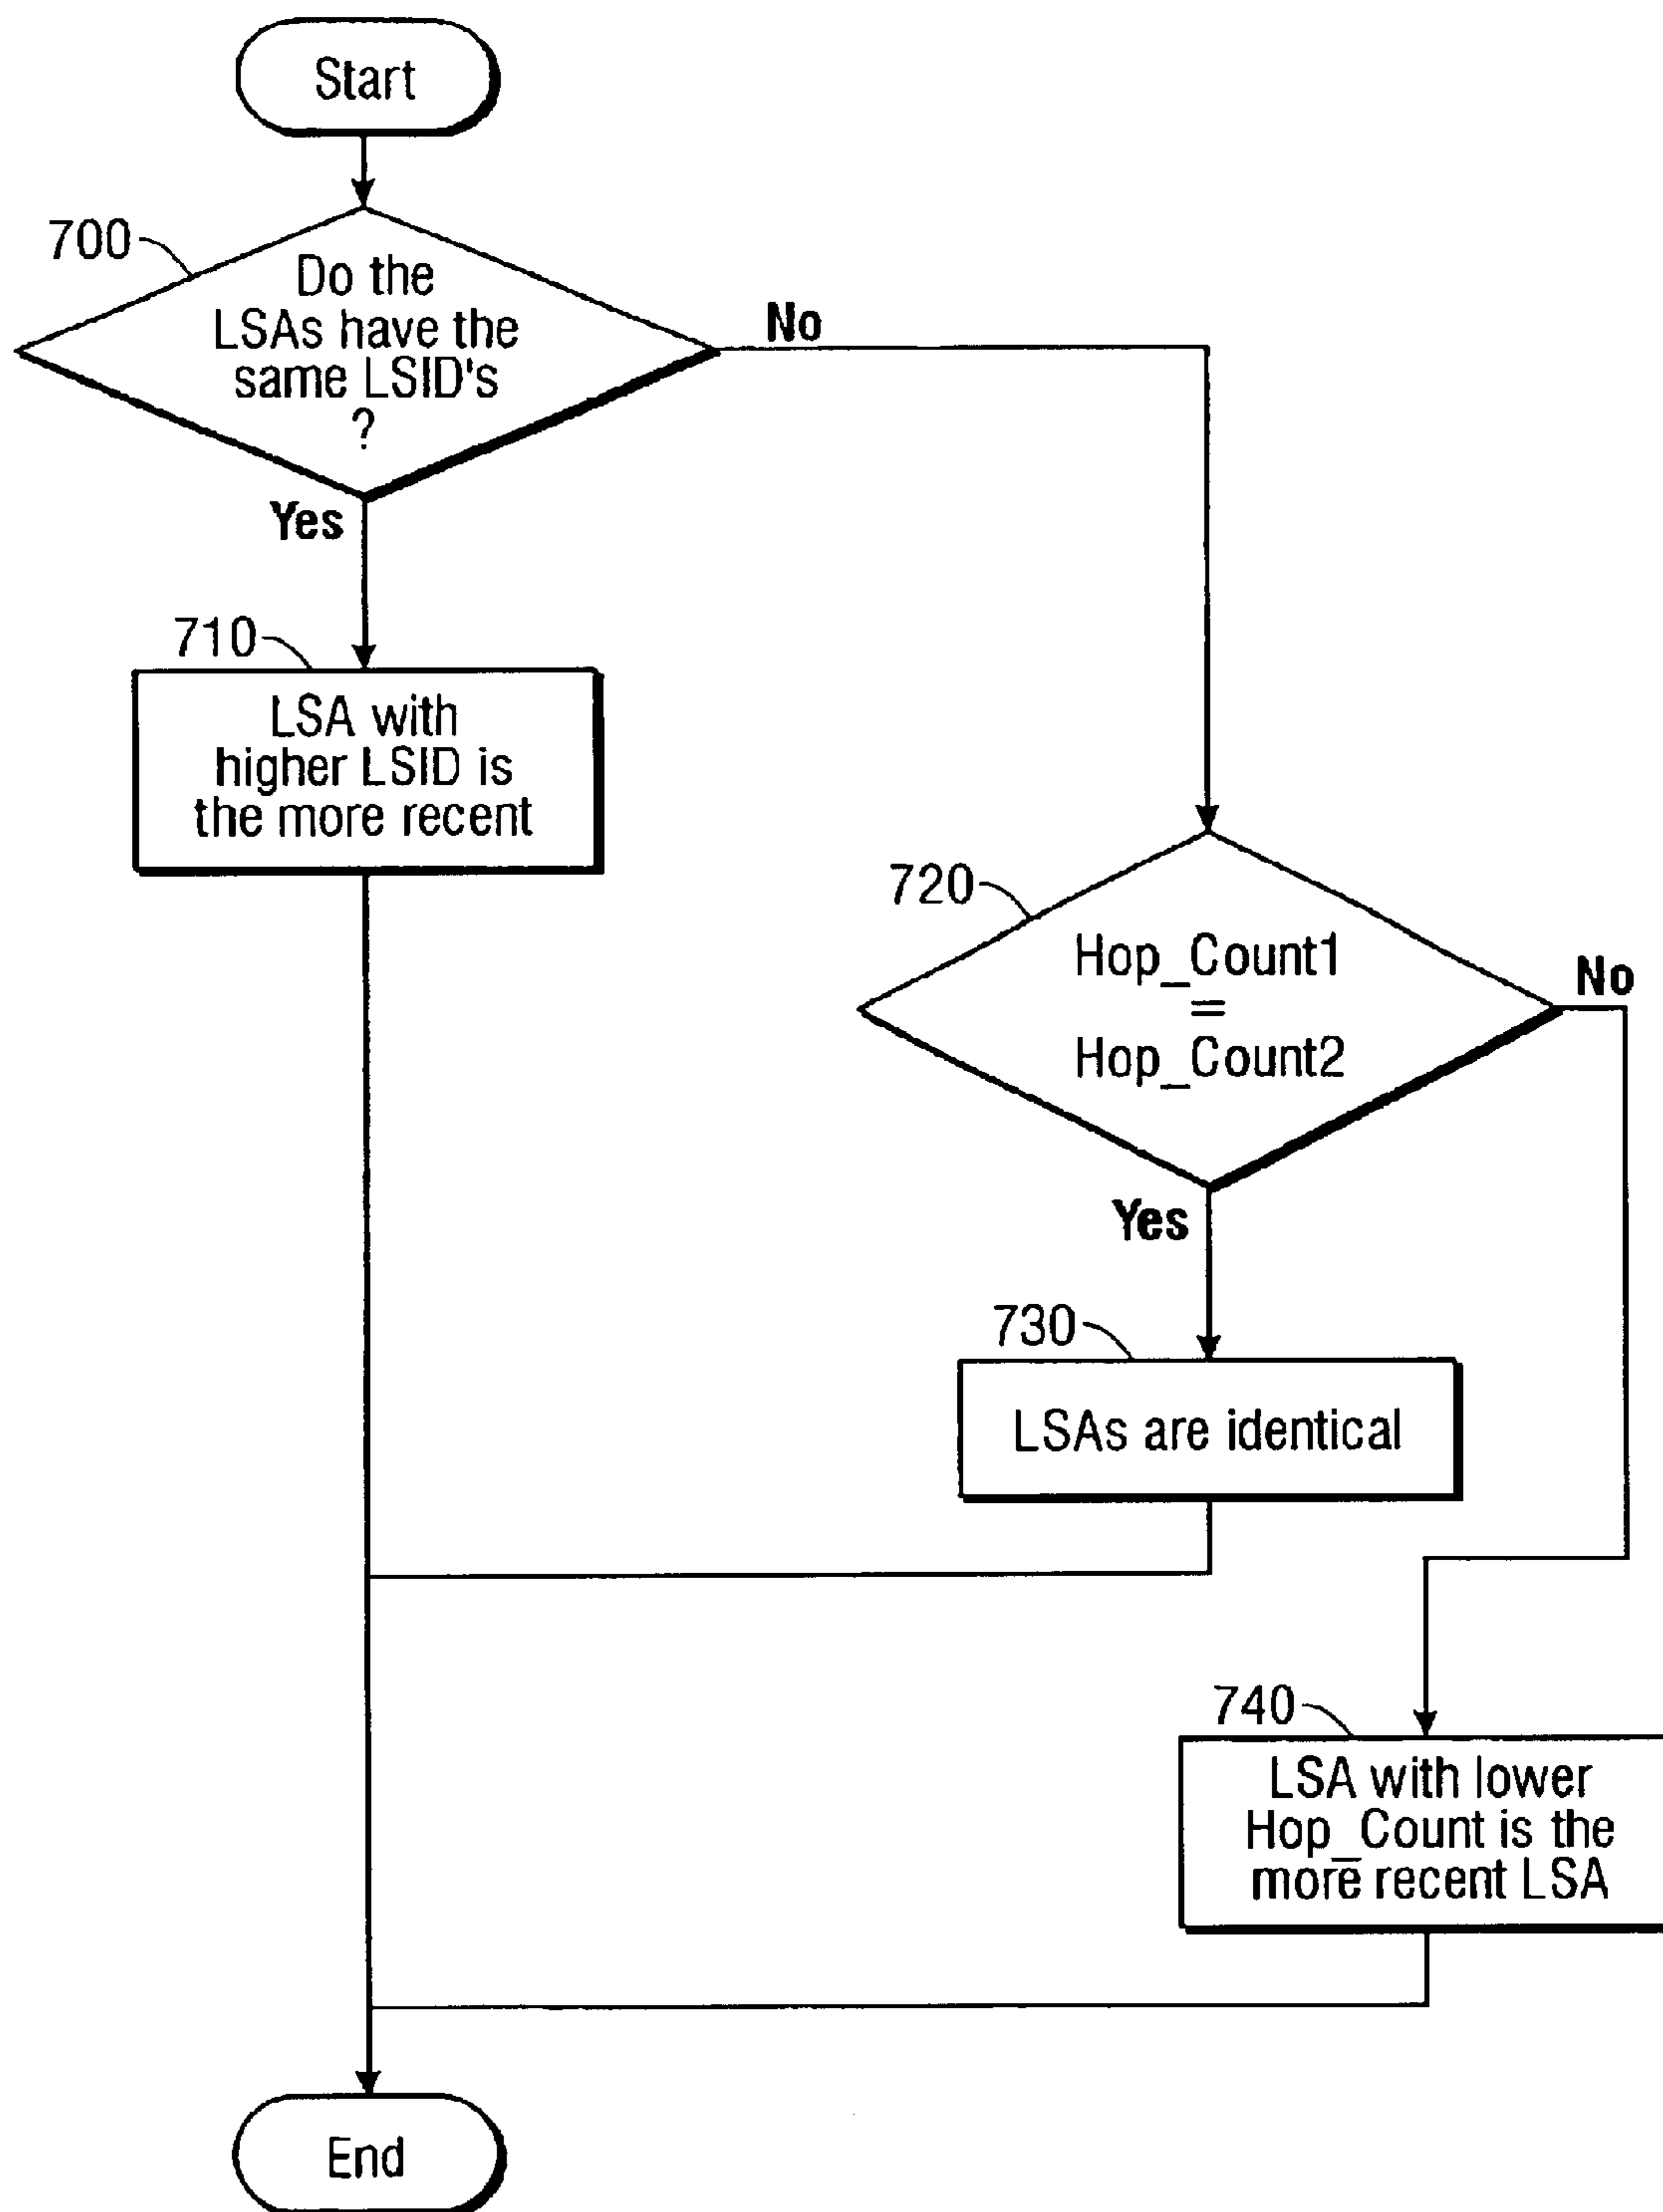 Start
700
Do the
LSAs have the
same LSID's
?
No
Yes
710
LSA with
higher LSID is
the more recent
720
Hop_Count1
=
Hop_Count2
No
Yes
730
LSAs are identical
740
LSA with lower
Hop_Count is the
more recent LSA
End